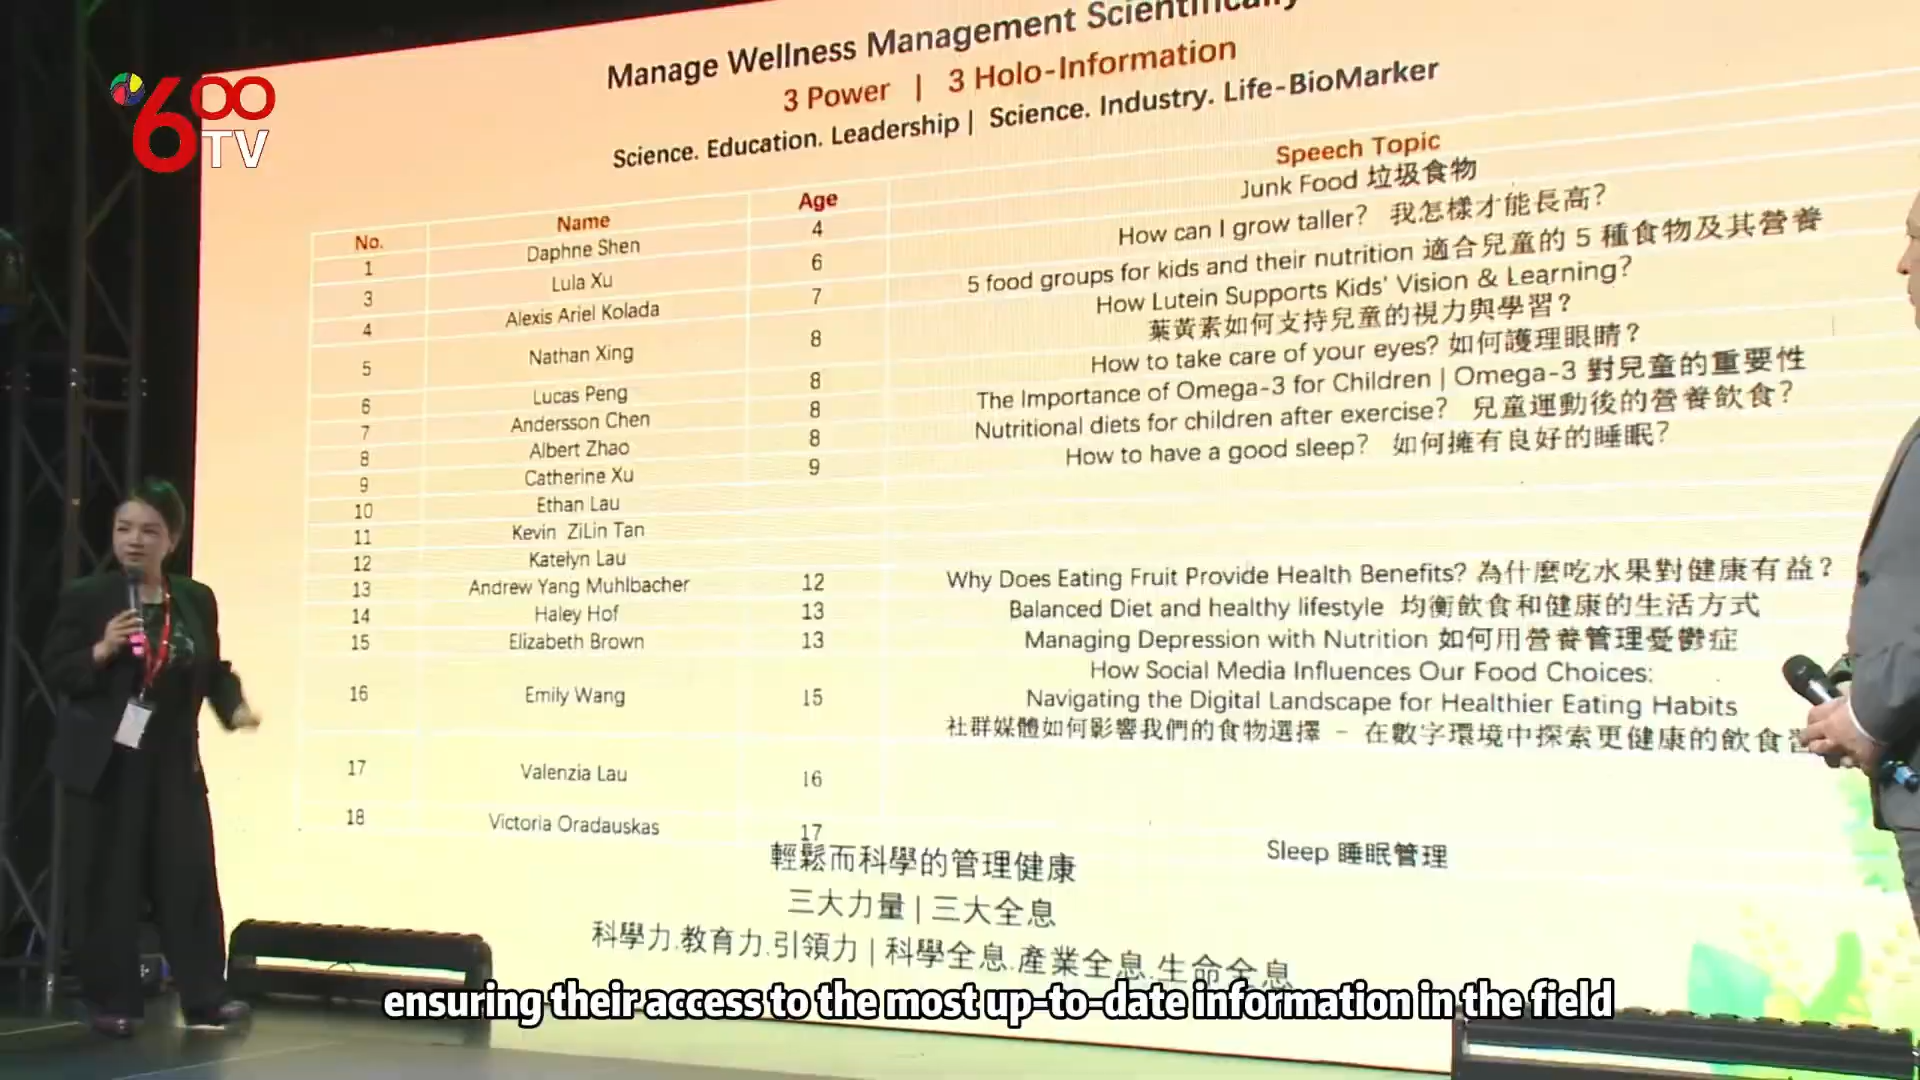 600
TV
Manage Wellness Management Scientifically
3 Power | 3 Holo-Information
Science. Education. Leadership | Science. Industry. Life-BioMarker
No. Name Age Speech Topic
1 Daphne Shen 4 Junk Food 垃圾食物
3 Lula Xu 6 How can I grow taller? 我怎樣才能長高?
4 Alexis Ariel Kolada 7 5 food groups for kids and their nutrition 適合兒童的 5 種食物及其營養
5 Nathan Xing 8 How Lutein Supports Kids' Vision & Learning?
葉黃素如何支持兒童的視力與學習?
6 Lucas Peng 8 How to take care of your eyes? 如何護理眼睛?
7 Andersson Chen 8 The Importance of Omega-3 for Children | Omega-3 對兒童的重要性
8 Albert Zhao 8 Nutritional diets for children after exercise? 兒童運動後的營養飲食?
9 Catherine Xu 9 How to have a good sleep? 如何擁有良好的睡眠?
10 Ethan Lau
11 Kevin ZiLin Tan
12 Katelyn Lau
13 Andrew Yang Muhlbacher 12 Why Does Eating Fruit Provide Health Benefits? 為什麼吃水果對健康有益?
14 Haley Hof 13 Balanced Diet and healthy lifestyle 均衡飲食和健康的生活方式
15 Elizabeth Brown 13 Managing Depression with Nutrition 如何用營養管理憂鬱症
How Social Media Influences Our Food Choices:
16 Emily Wang 15 Navigating the Digital Landscape for Healthier Eating Habits
社群媒體如何影響我們的食物選擇 - 在數字環境中探索更健康的飲食習
17 Valenzia Lau 16
18 Victoria Oradauskas 17 Sleep 睡眠管理
輕鬆而科學的管理健康
三大力量 | 三大全息
科學力.教育力.引領力 | 科學全息.產業全息.生命全息
ensuring their access to the most up-to-date information in the field